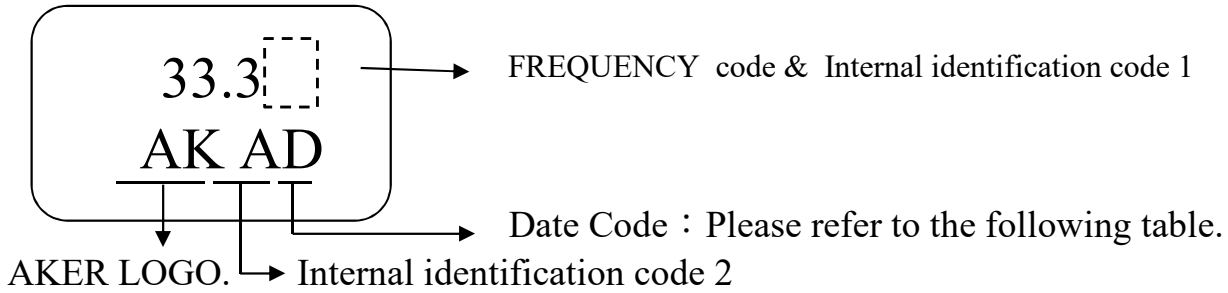 33.3
FREQUENCY code & Internal identification code 1
AK AD
Date Code：Please refer to the following table.
AKER LOGO.
Internal identification code 2